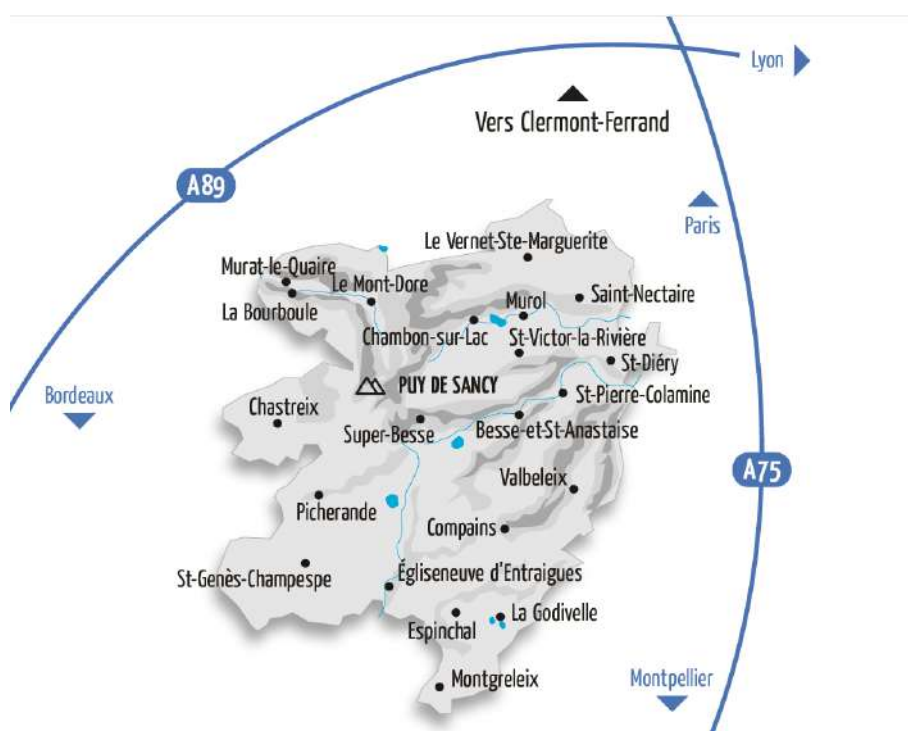 Lyon
Vers Clermont-Ferrand
A89
Paris
Le Vernet-Ste-Marguerite
Murat-le-Quaire
Le Mont-Dore
Saint-Nectaire
La Bourboule
Murol
Chambon-sur-Lac
St-Victor-la-Rivière
St-Diéry
PUY DE SANCY
Bordeaux
St-Pierre-Colamine
Chastreix
Super-Besse
Besse-et-St-Anastaise
A75
Valbeleix
Picherande
Compains
St-Genès-Champespe
Égliseneuve d'Entraigues
La Godivelle
Espinchal
Montgreleix
Montpellier